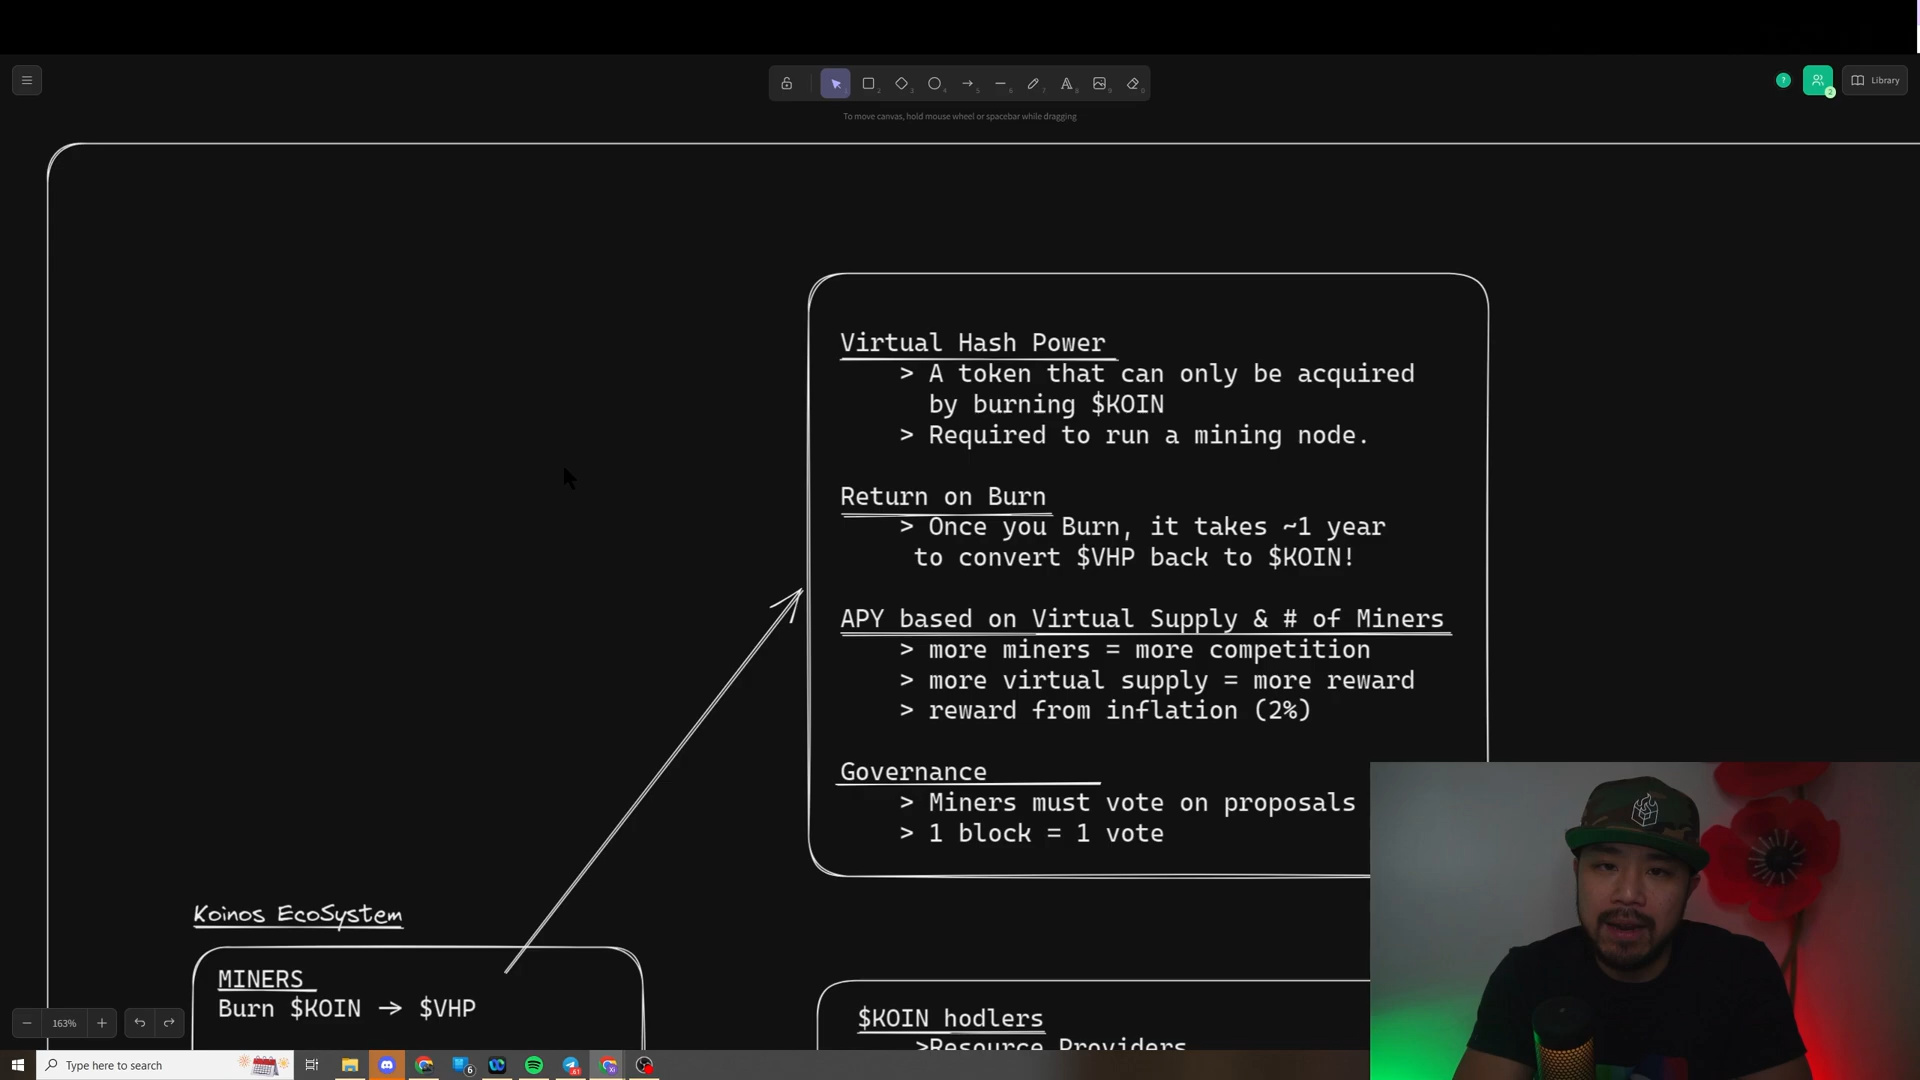 Library
To move canvas, hold mouse wheel or spacebar while dragging
Virtual Hash Power
> A token that can only be acquired
by burning $KOIN
> Required to run a mining node.
Return on Burn
> Once you Burn, it takes ~1 year
to convert $VHP back to $KOIN!
APY based on Virtual Supply & # of Miners
> more miners = more competition
> more virtual supply = more reward
> reward from inflation (2%)
Governance
> Miners must vote on proposals
> 1 block = 1 vote
Koinos EcoSystem
MINERS
Burn $KOIN → $VHP
$KOIN hodlers
>Resource Providers
163%
Type here to search